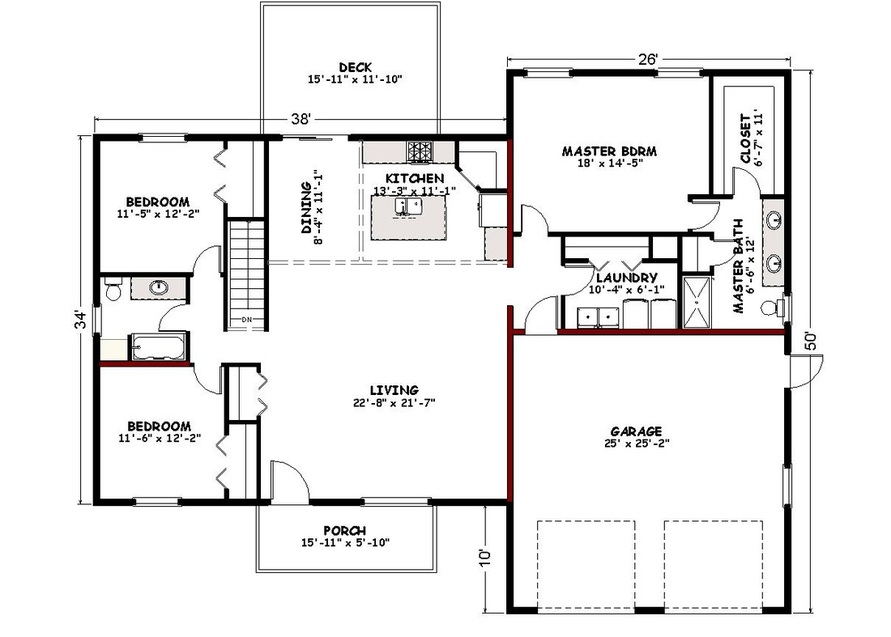 26'
DECK
15'-11" x 11'-10"
38'
MASTER BDRM
18' x 14'-5"
CLOSET
6'-7" x 11'
KITCHEN
13'-3" x 11'-1"
DINING
8'-4" x 11'-1"
BEDROOM
11'-5" x 12'-2"
MASTER BATH
6'-6" x 12'
LAUNDRY
10'-4" x 6'-1"
DN
34'
50'
LIVING
22'-8" x 21'-7"
BEDROOM
11'-6" x 12'-2"
GARAGE
25' x 25'-2"
PORCH
15'-11" x 5'-10"
10'